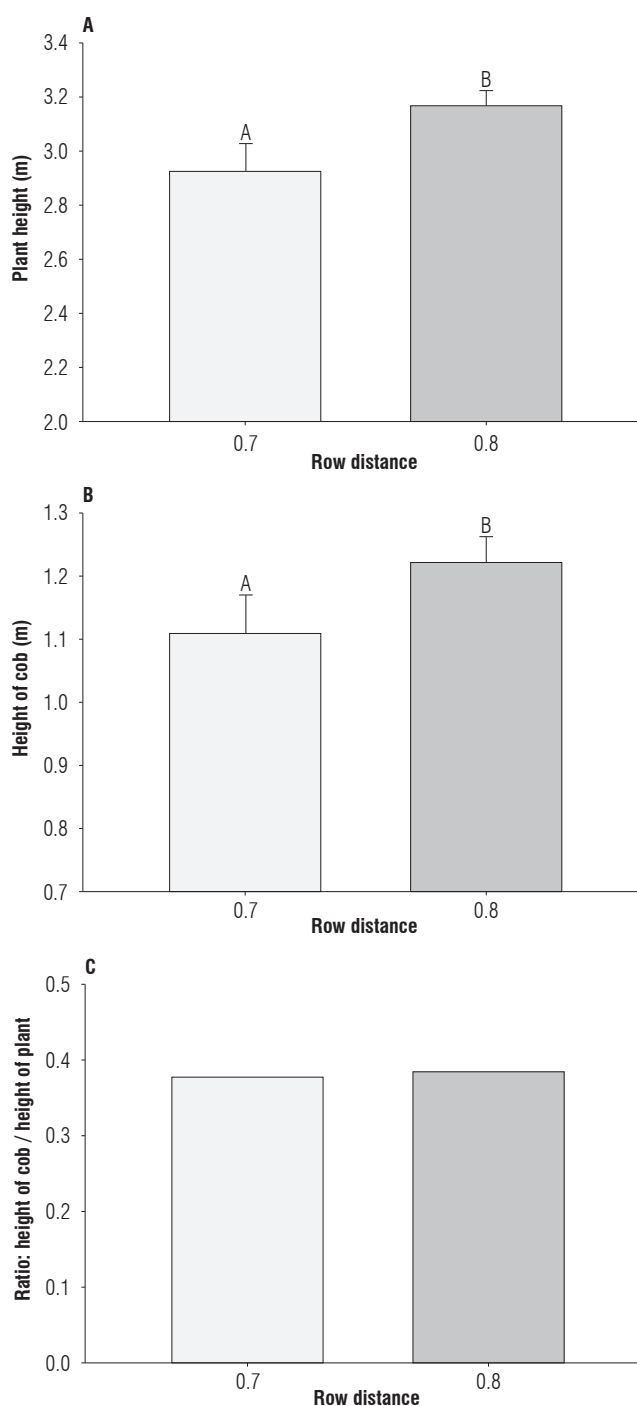 A
3.4
3.2
3.0
2.8
2.6
2.4
2.2
2.0
Plant height (m)
A
B
0.7
0.8
Row distance
B
1.3
1.2
1.1
1.0
0.9
0.8
0.7
Height of cob (m)
A
B
0.7
0.8
Row distance
C
0.5
0.4
0.3
0.2
0.1
0.0
Ratio: height of cob / height of plant
0.7
0.8
Row distance